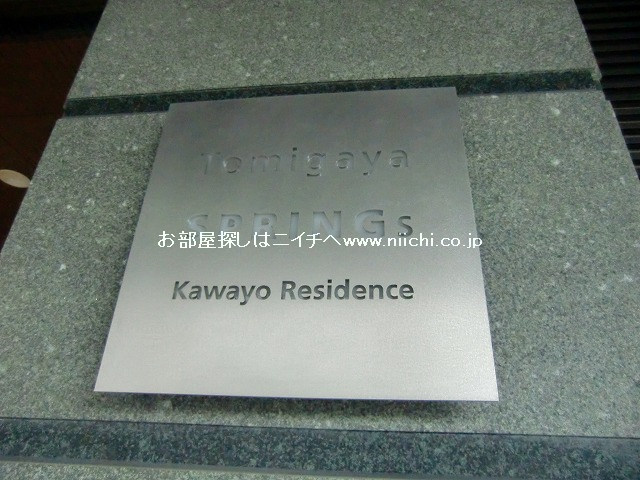 Tomigaya
SPRINGs
お部屋探しはニイチへwww.niichi.co.jp
Kawayo Residence